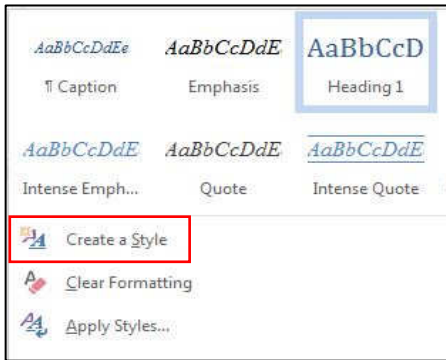 AaBbCcDdEe AaBbCcDdE AaBbCcD
¶ Caption Emphasis Heading 1
AaBbCcDdE AaBbCcDdE AaBbCcDdE
Intense Emph... Quote Intense Quote
Create a Style
Clear Formatting
Apply Styles...